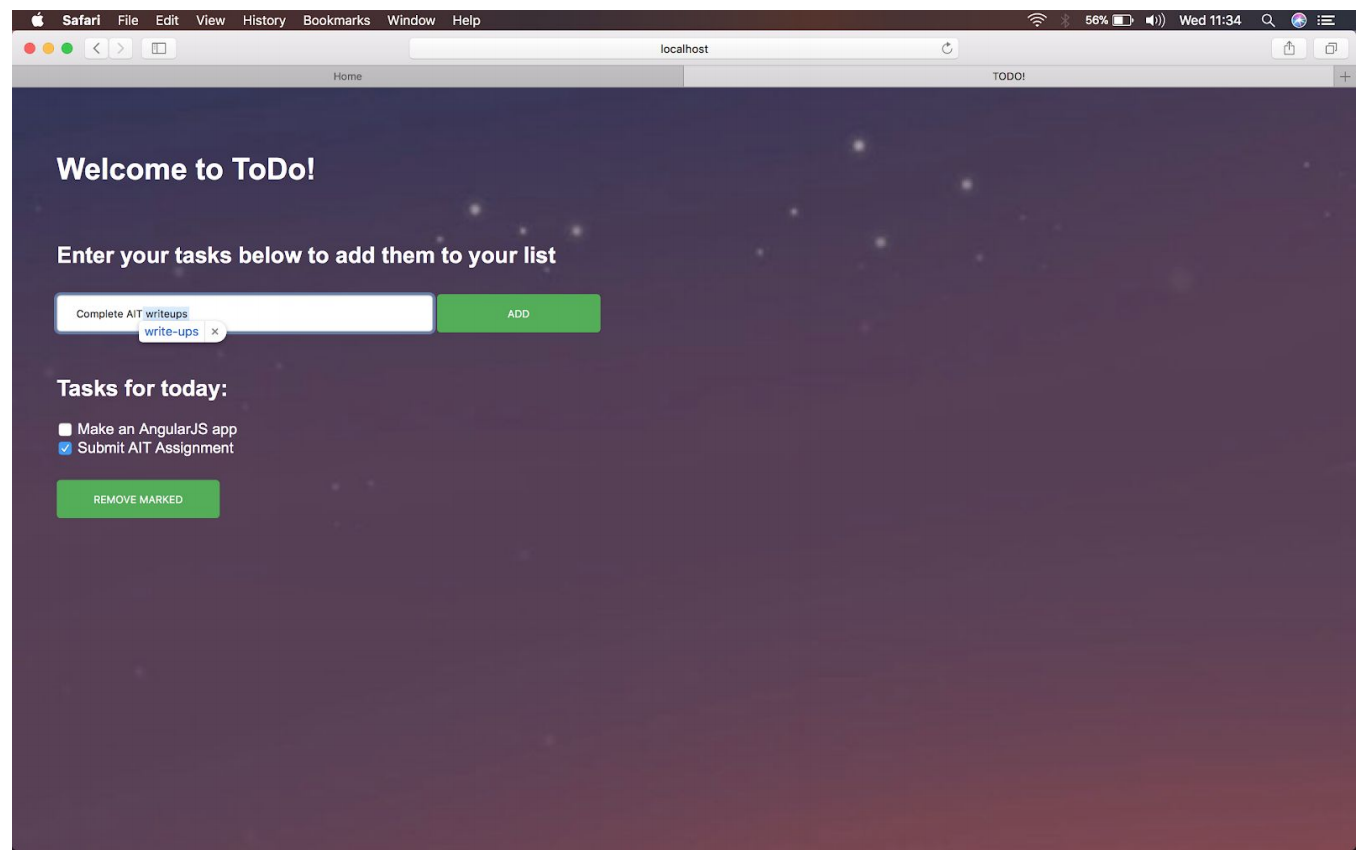 Safari File Edit View History Bookmarks Window Help 56% Wed 11:34
localhost
Home TODO!
Welcome to ToDo!
Enter your tasks below to add them to your list
Complete AIT writeups ADD
write-ups ×
Tasks for today:
Make an AngularJS app
Submit AIT Assignment
REMOVE MARKED